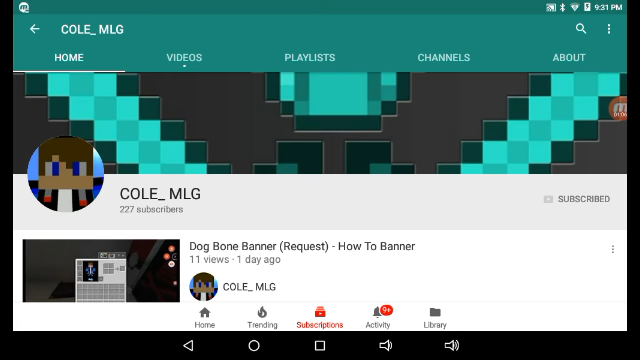 9:31 PM
COLE_ MLG
HOME
VIDEOS
PLAYLISTS
CHANNELS
ABOUT
COLE_ MLG
227 subscribers
SUBSCRIBED
Dog Bone Banner (Request) - How To Banner
11 views · 1 day ago
COLE_ MLG
9+
Home
Trending
Subscriptions
Activity
Library